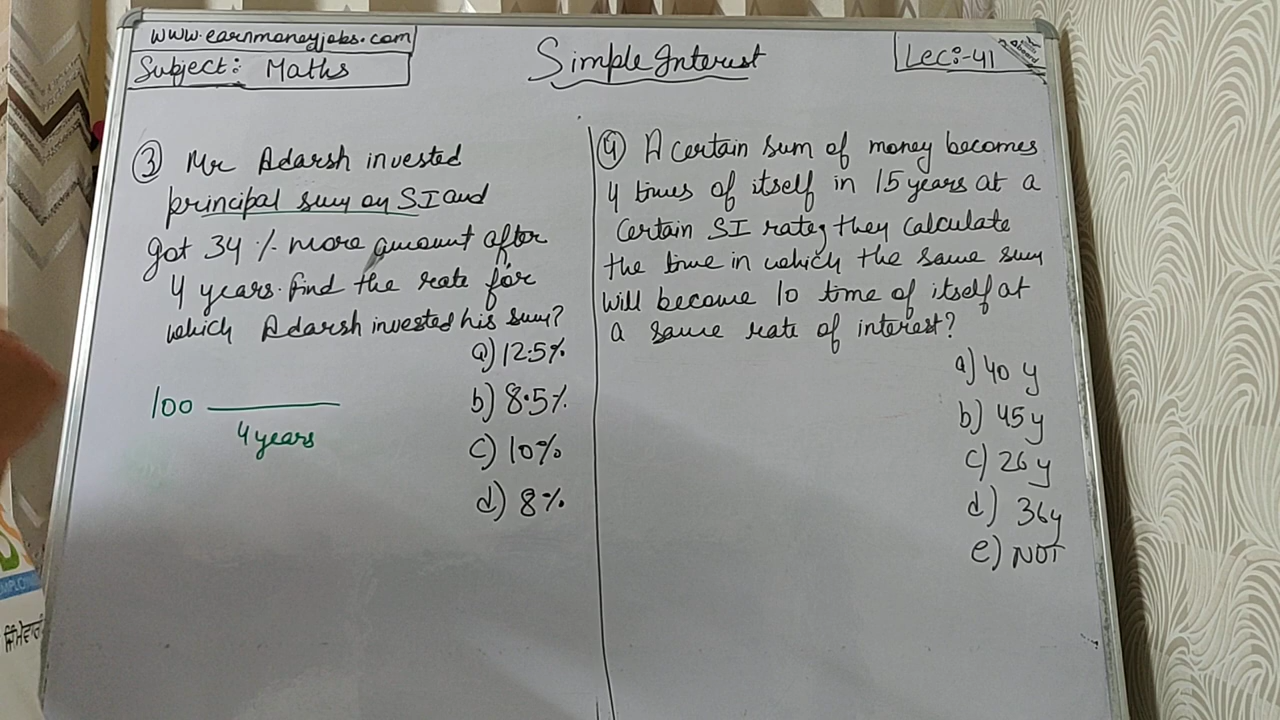 www.earnmoneyjobs.com
Subject: Maths
Simple Interest
Lec:-41
③ Mr Adarsh invested
principal sum on SI and
got 34 % more amount after
4 years. find the rate for
which Adarsh invested his sum?
a) 12.5%
b) 8.5%
c) 10%
d) 8%
100
4 years
④ A certain sum of money becomes
4 times of itself in 15 years at a
certain SI rate, they calculate
the time in which the same sum
will become 10 time of itself at
a same rate of interest?
a) 40 y
b) 45 y
c) 26 y
d) 36y
e) NOT